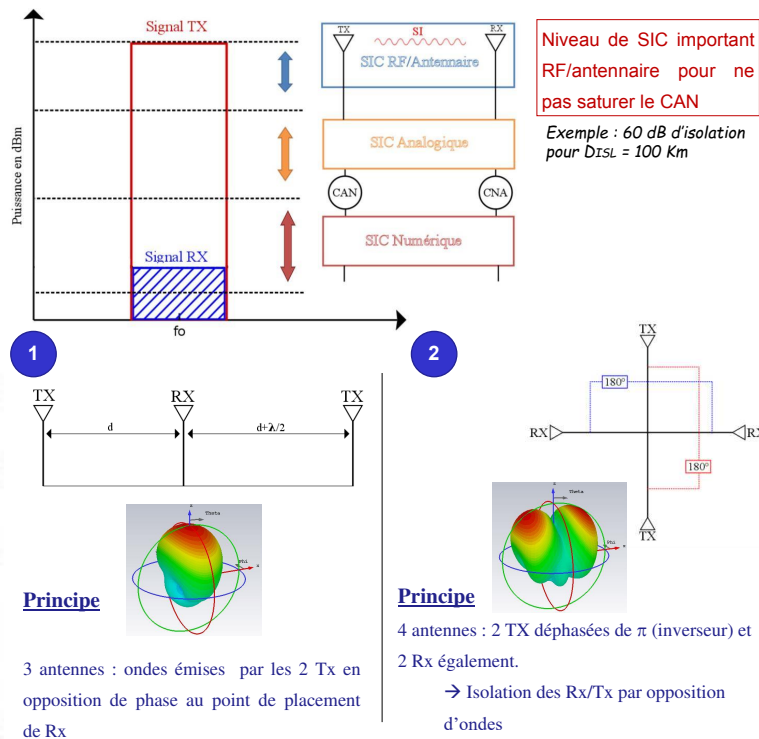 Signal TX
Puissance en dBm
Signal RX
fo
TX
SI
RX
SIC RF/Antennaire
SIC Analogique
CAN
CNA
SIC Numérique
Niveau de SIC important
RF/antennaire pour ne
pas saturer le CAN
Exemple : 60 dB d'isolation
pour DISL = 100 Km
1
TX
RX
TX
d
d+λ/2
z
Theta
Phi
x
Principe
3 antennes : ondes émises par les 2 Tx en
opposition de phase au point de placement
de Rx
2
TX
180°
RX
RX
180°
TX
z
Theta
Phi
x
Principe
4 antennes : 2 TX déphasées de π (inverseur) et
2 Rx également.
→ Isolation des Rx/Tx par opposition
d'ondes